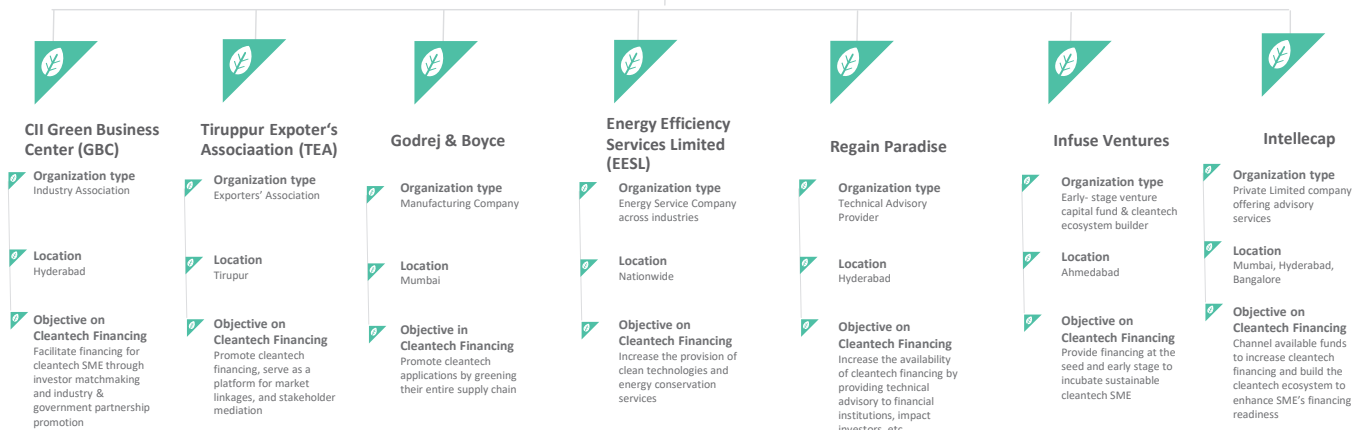 CII Green Business
Center (GBC)
Organization type
Industry Association
Location
Hyderabad
Objective on
Cleantech Financing
Facilitate financing for
cleantech SME through
investor matchmaking
and industry &
government partnership
promotion
Tiruppur Expoter‘s
Associaation (TEA)
Organization type
Exporters’ Association
Location
Tirupur
Objective on
Cleantech Financing
Promote cleantech
financing, serve as a
platform for market
linkages, and stakeholder
mediation
Godrej & Boyce
Organization type
Manufacturing Company
Location
Mumbai
Objective in
Cleantech Financing
Promote cleantech
applications by greening
their entire supply chain
Energy Efficiency
Services Limited
(EESL)
Organization type
Energy Service Company
across industries
Location
Nationwide
Objective on
Cleantech Financing
Increase the provision of
clean technologies and
energy conservation
services
Regain Paradise
Organization type
Technical Advisory
Provider
Location
Hyderabad
Objective on
Cleantech Financing
Increase the availability
of cleantech financing by
providing technical
advisory to financial
institutions, impact
investors, etc
Infuse Ventures
Organization type
Early- stage venture
capital fund & cleantech
ecosystem builder
Location
Ahmedabad
Objective on
Cleantech Financing
Provide financing at the
seed and early stage to
incubate sustainable
cleantech SME
Intellecap
Organization type
Private Limited company
offering advisory
services
Location
Mumbai, Hyderabad,
Bangalore
Objective on
Cleantech Financing
Channel available funds
to increase cleantech
financing and build the
cleantech ecosystem to
enhance SME’s financing
readiness